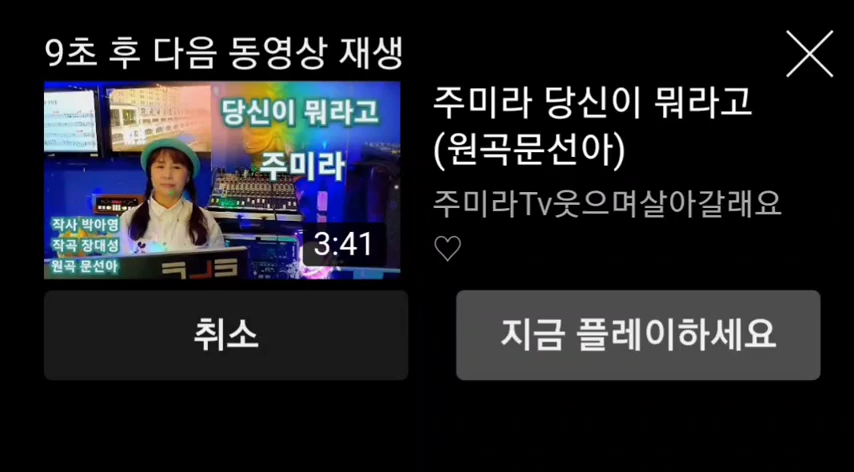 9초 후 다음 동영상 재생
당신이 뭐라고
주미라
작사 박아영
작곡 장대성
원곡 문선아
3:41
주미라 당신이 뭐라고
(원곡문선아)
주미라Tv웃으며살아갈래요
♡
취소
지금 플레이하세요